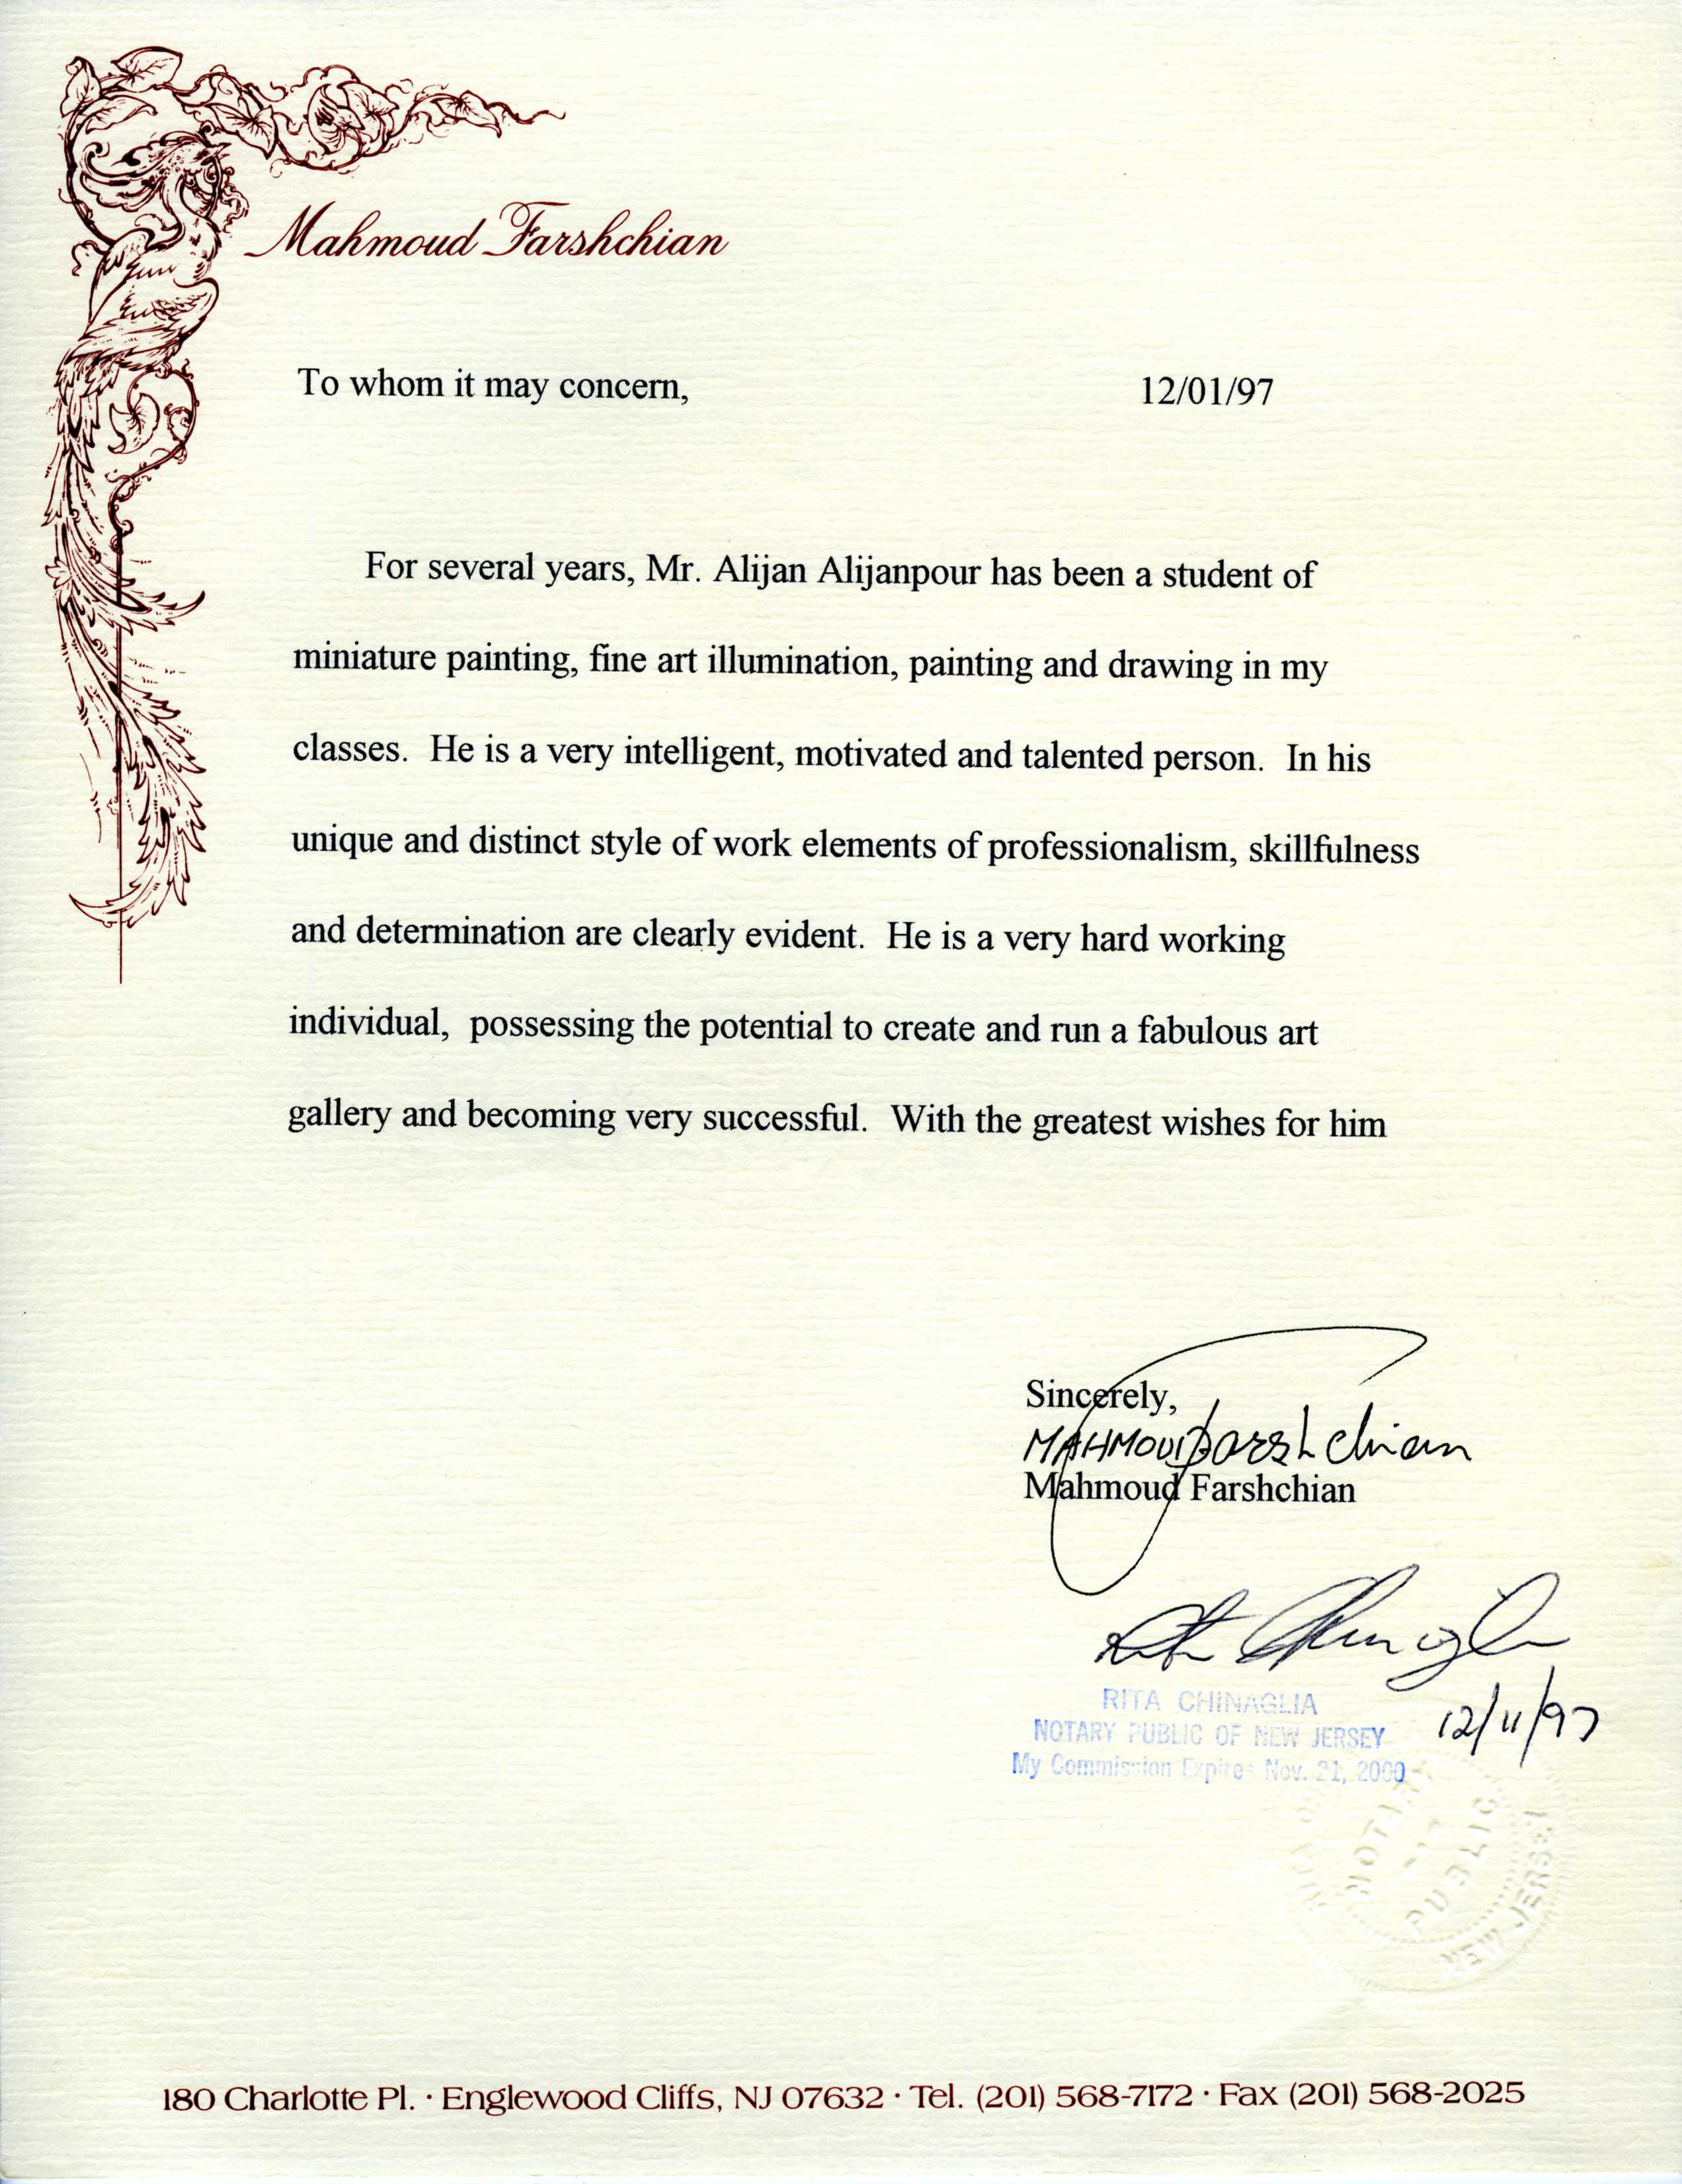 Mahmoud Farshchian
To whom it may concern, 12/01/97
For several years, Mr. Alijan Alijanpour has been a student of
miniature painting, fine art illumination, painting and drawing in my
classes. He is a very intelligent, motivated and talented person. In his
unique and distinct style of work elements of professionalism, skillfulness
and determination are clearly evident. He is a very hard working
individual, possessing the potential to create and run a fabulous art
gallery and becoming very successful. With the greatest wishes for him
Sincerely,
MAHMOUD Farshchian
Mahmoud Farshchian
RITA CHINAGLIA
NOTARY PUBLIC OF NEW JERSEY 12/11/97
My Commission Expires Nov. 21, 2000
NOTARY
PUBLIC
NEW JERSEY
180 Charlotte Pl. · Englewood Cliffs, NJ 07632 · Tel. (201) 568-7172 · Fax (201) 568-2025